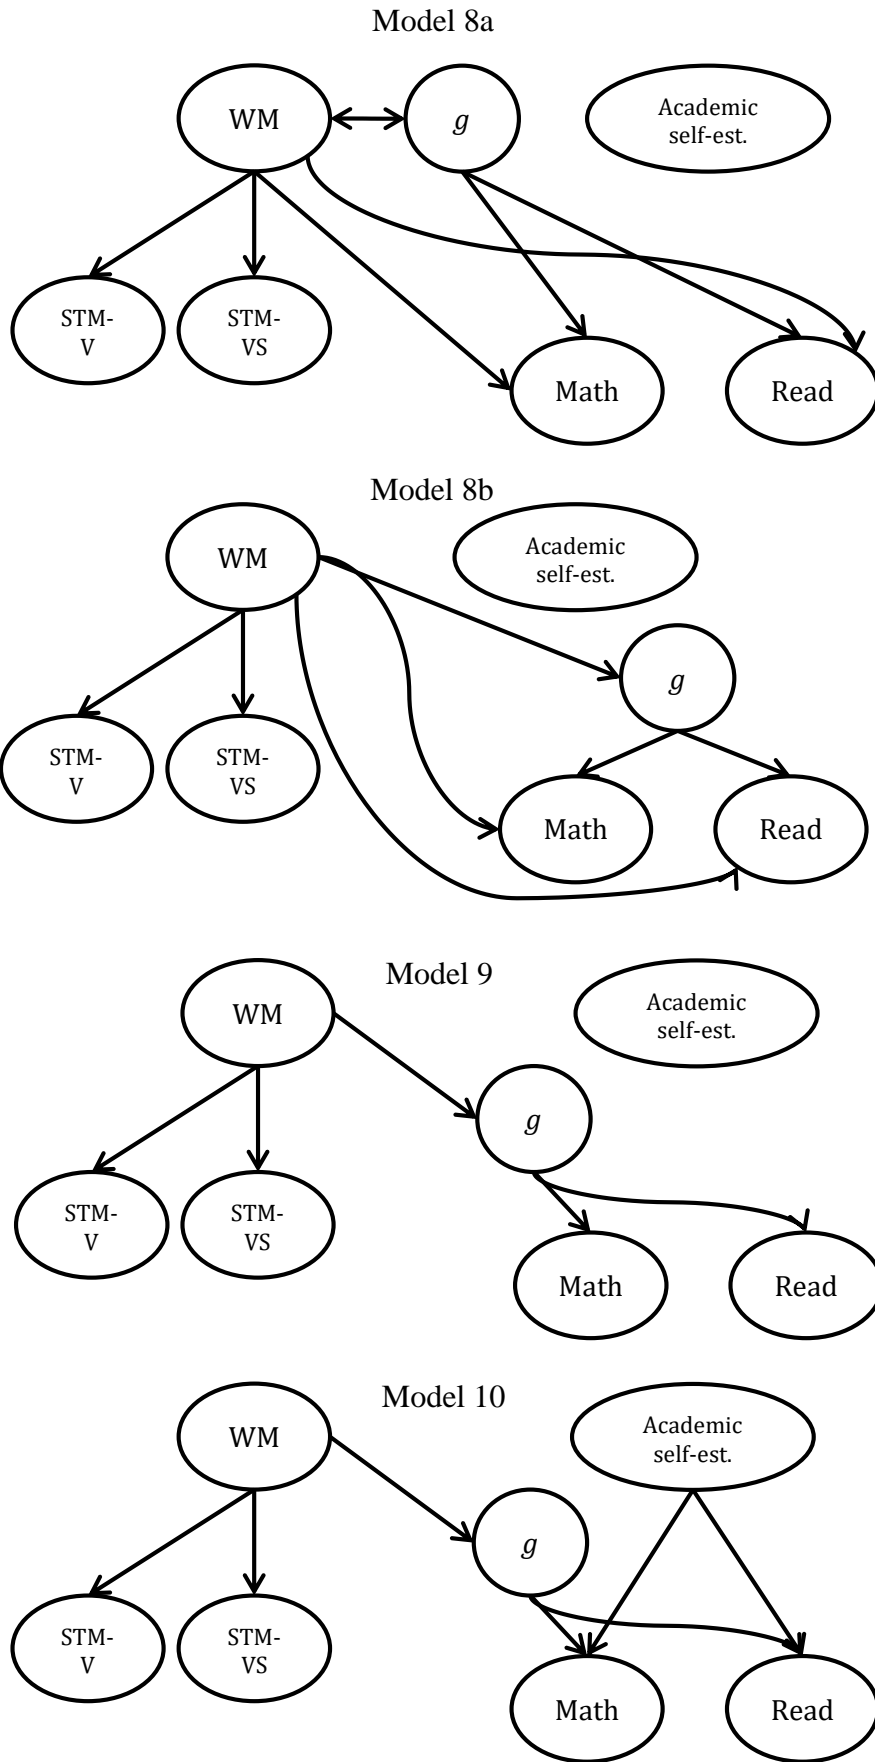 Model 8a
WM
g
Academic
self-est.
STM-
V
STM-
VS
Math
Read
Model 8b
WM
Academic
self-est.
g
STM-
V
STM-
VS
Math
Read
Model 9
WM
Academic
self-est.
g
STM-
V
STM-
VS
Math
Read
Model 10
WM
Academic
self-est.
g
STM-
V
STM-
VS
Math
Read